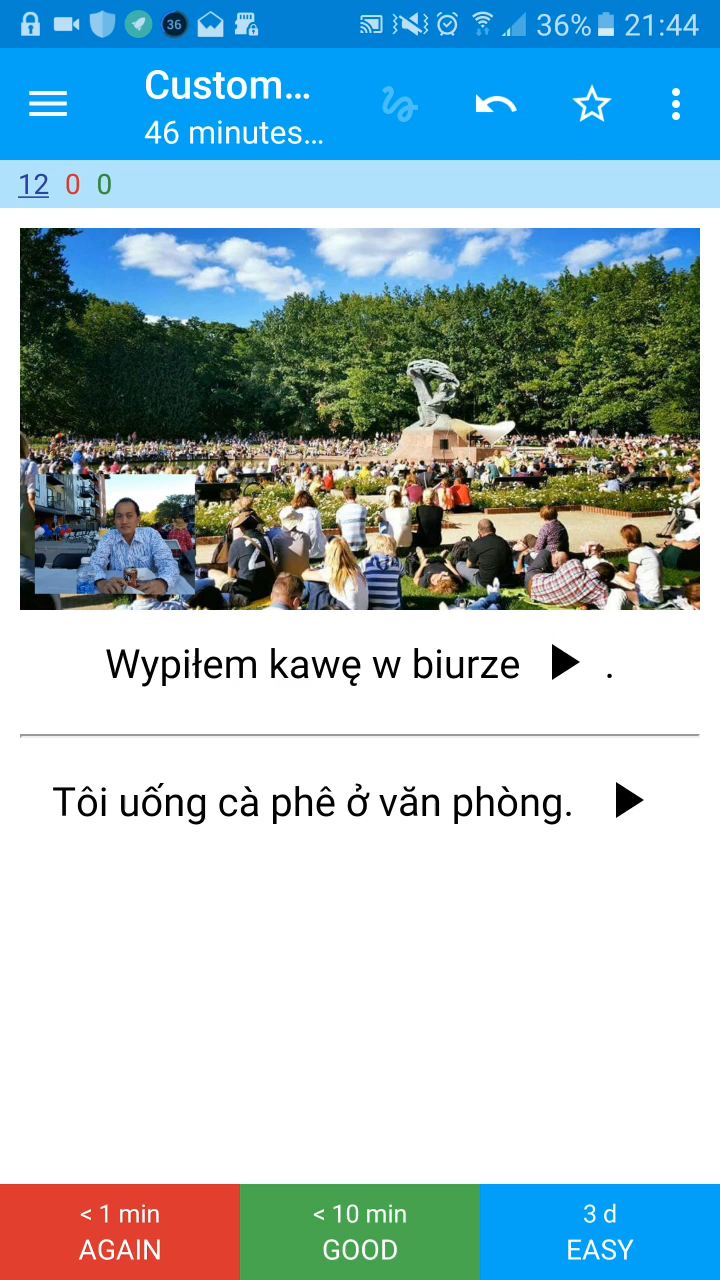 36 36% 21:44
Custom...
46 minutes...
12 0 0
Wypiłem kawę w biurze .
Tôi uống cà phê ở văn phòng.
< 1 min < 10 min 3 d
AGAIN GOOD EASY